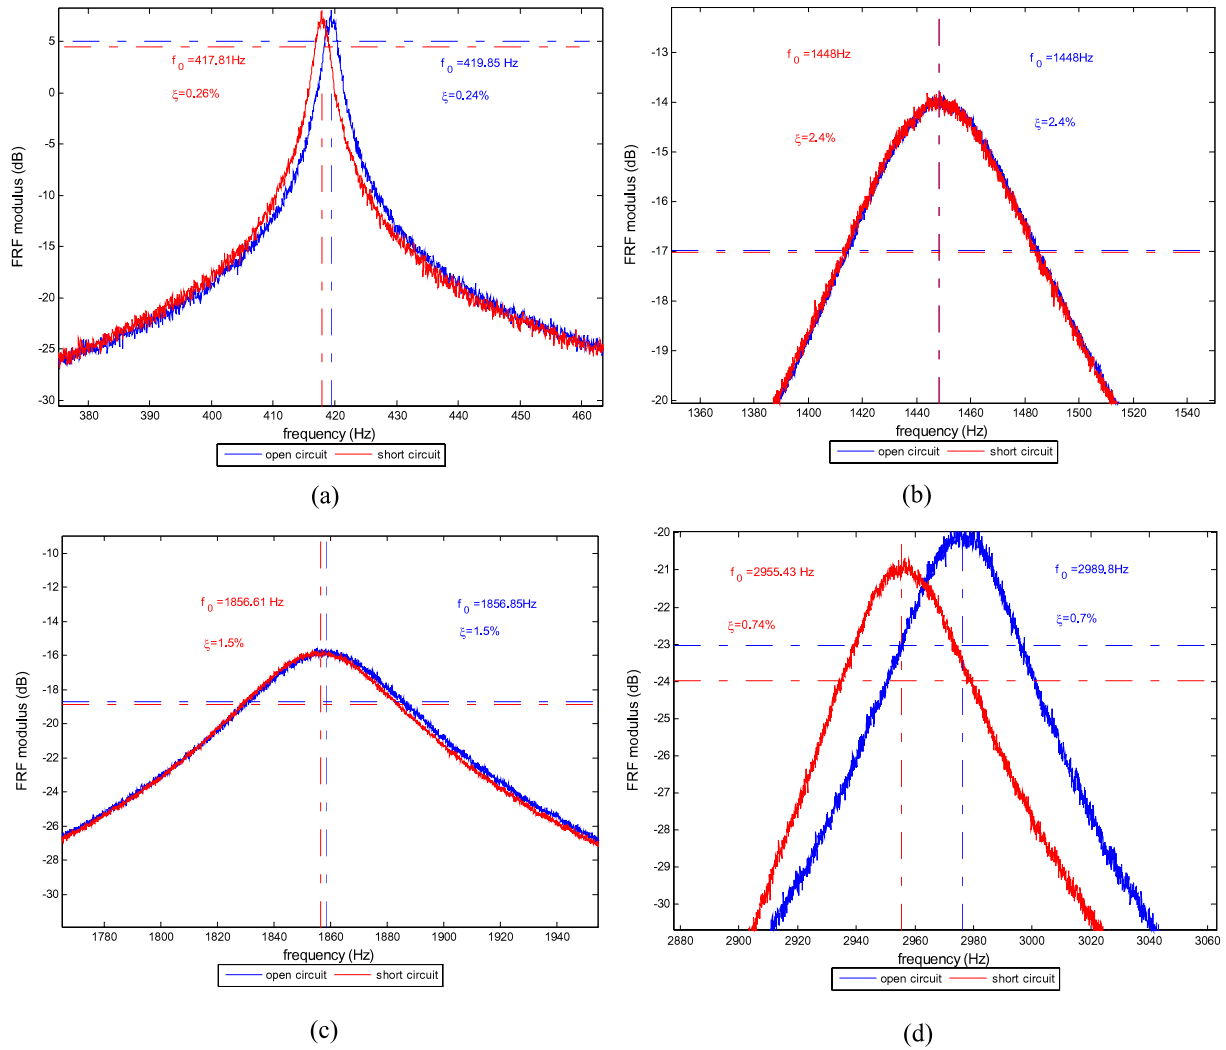 5
0
-5
-10
-15
-20
-25
-30
FRF modulus (dB)
f 0 =417.81Hz
ξ=0.26%
f 0 =419.85 Hz
ξ=0.24%
380 390 400 410 420 430 440 450 460
frequency (Hz)
open circuit short circuit
(a)
-13
-14
-15
-16
-17
-18
-19
-20
FRF modulus (dB)
f 0 =1448Hz
ξ=2.4%
f 0 =1448Hz
ξ=2.4%
1360 1380 1400 1420 1440 1460 1480 1500 1520 1540
frequency (Hz)
open circuit short circuit
(b)
-10
-12
-14
-16
-18
-20
-22
-24
-26
-28
-30
FRF modulus (dB)
f 0 =1856.61 Hz
ξ=1.5%
f 0 =1856.85Hz
ξ=1.5%
1780 1800 1820 1840 1860 1880 1900 1920 1940
frequency (Hz)
open circuit short circuit
(c)
-20
-21
-22
-23
-24
-25
-26
-27
-28
-29
-30
FRF modulus (dB)
f 0 =2955.43 Hz
ξ=0.74%
f 0 =2989.8Hz
ξ=0.7%
2880 2900 2920 2940 2960 2980 3000 3020 3040 3060
frequency (Hz)
open circuit short circuit
(d)